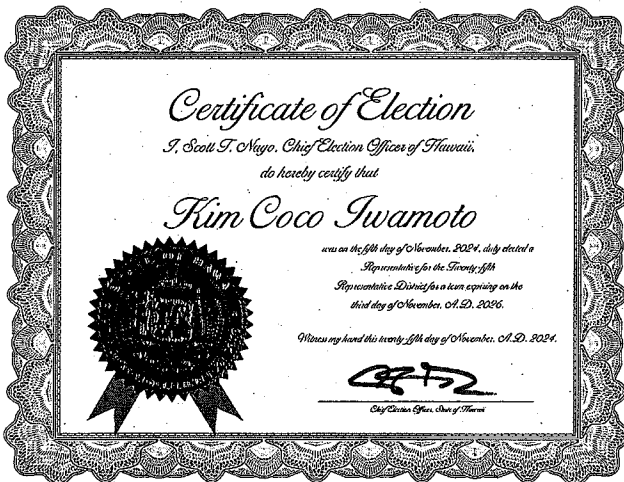 Certificate of Election
I, Scott T. Nago, Chief Election Officer of Hawaii,
do hereby certify that
Kim Coco Iwamoto
was on the fifth day of November, 2024, duly elected a
Representative for the Twenty-fifth
Representative District for a term expiring on the
third day of November, A.D. 2026.
Witness my hand this twenty-fifth day of November, A.D. 2024.
Chief Election Officer, State of Hawaii